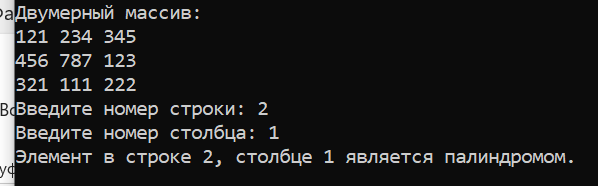 Двумерный массив:
121 234 345
456 787 123
321 111 222
Введите номер строки: 2
Введите номер столбца: 1
Элемент в строке 2, столбце 1 является палиндромом.